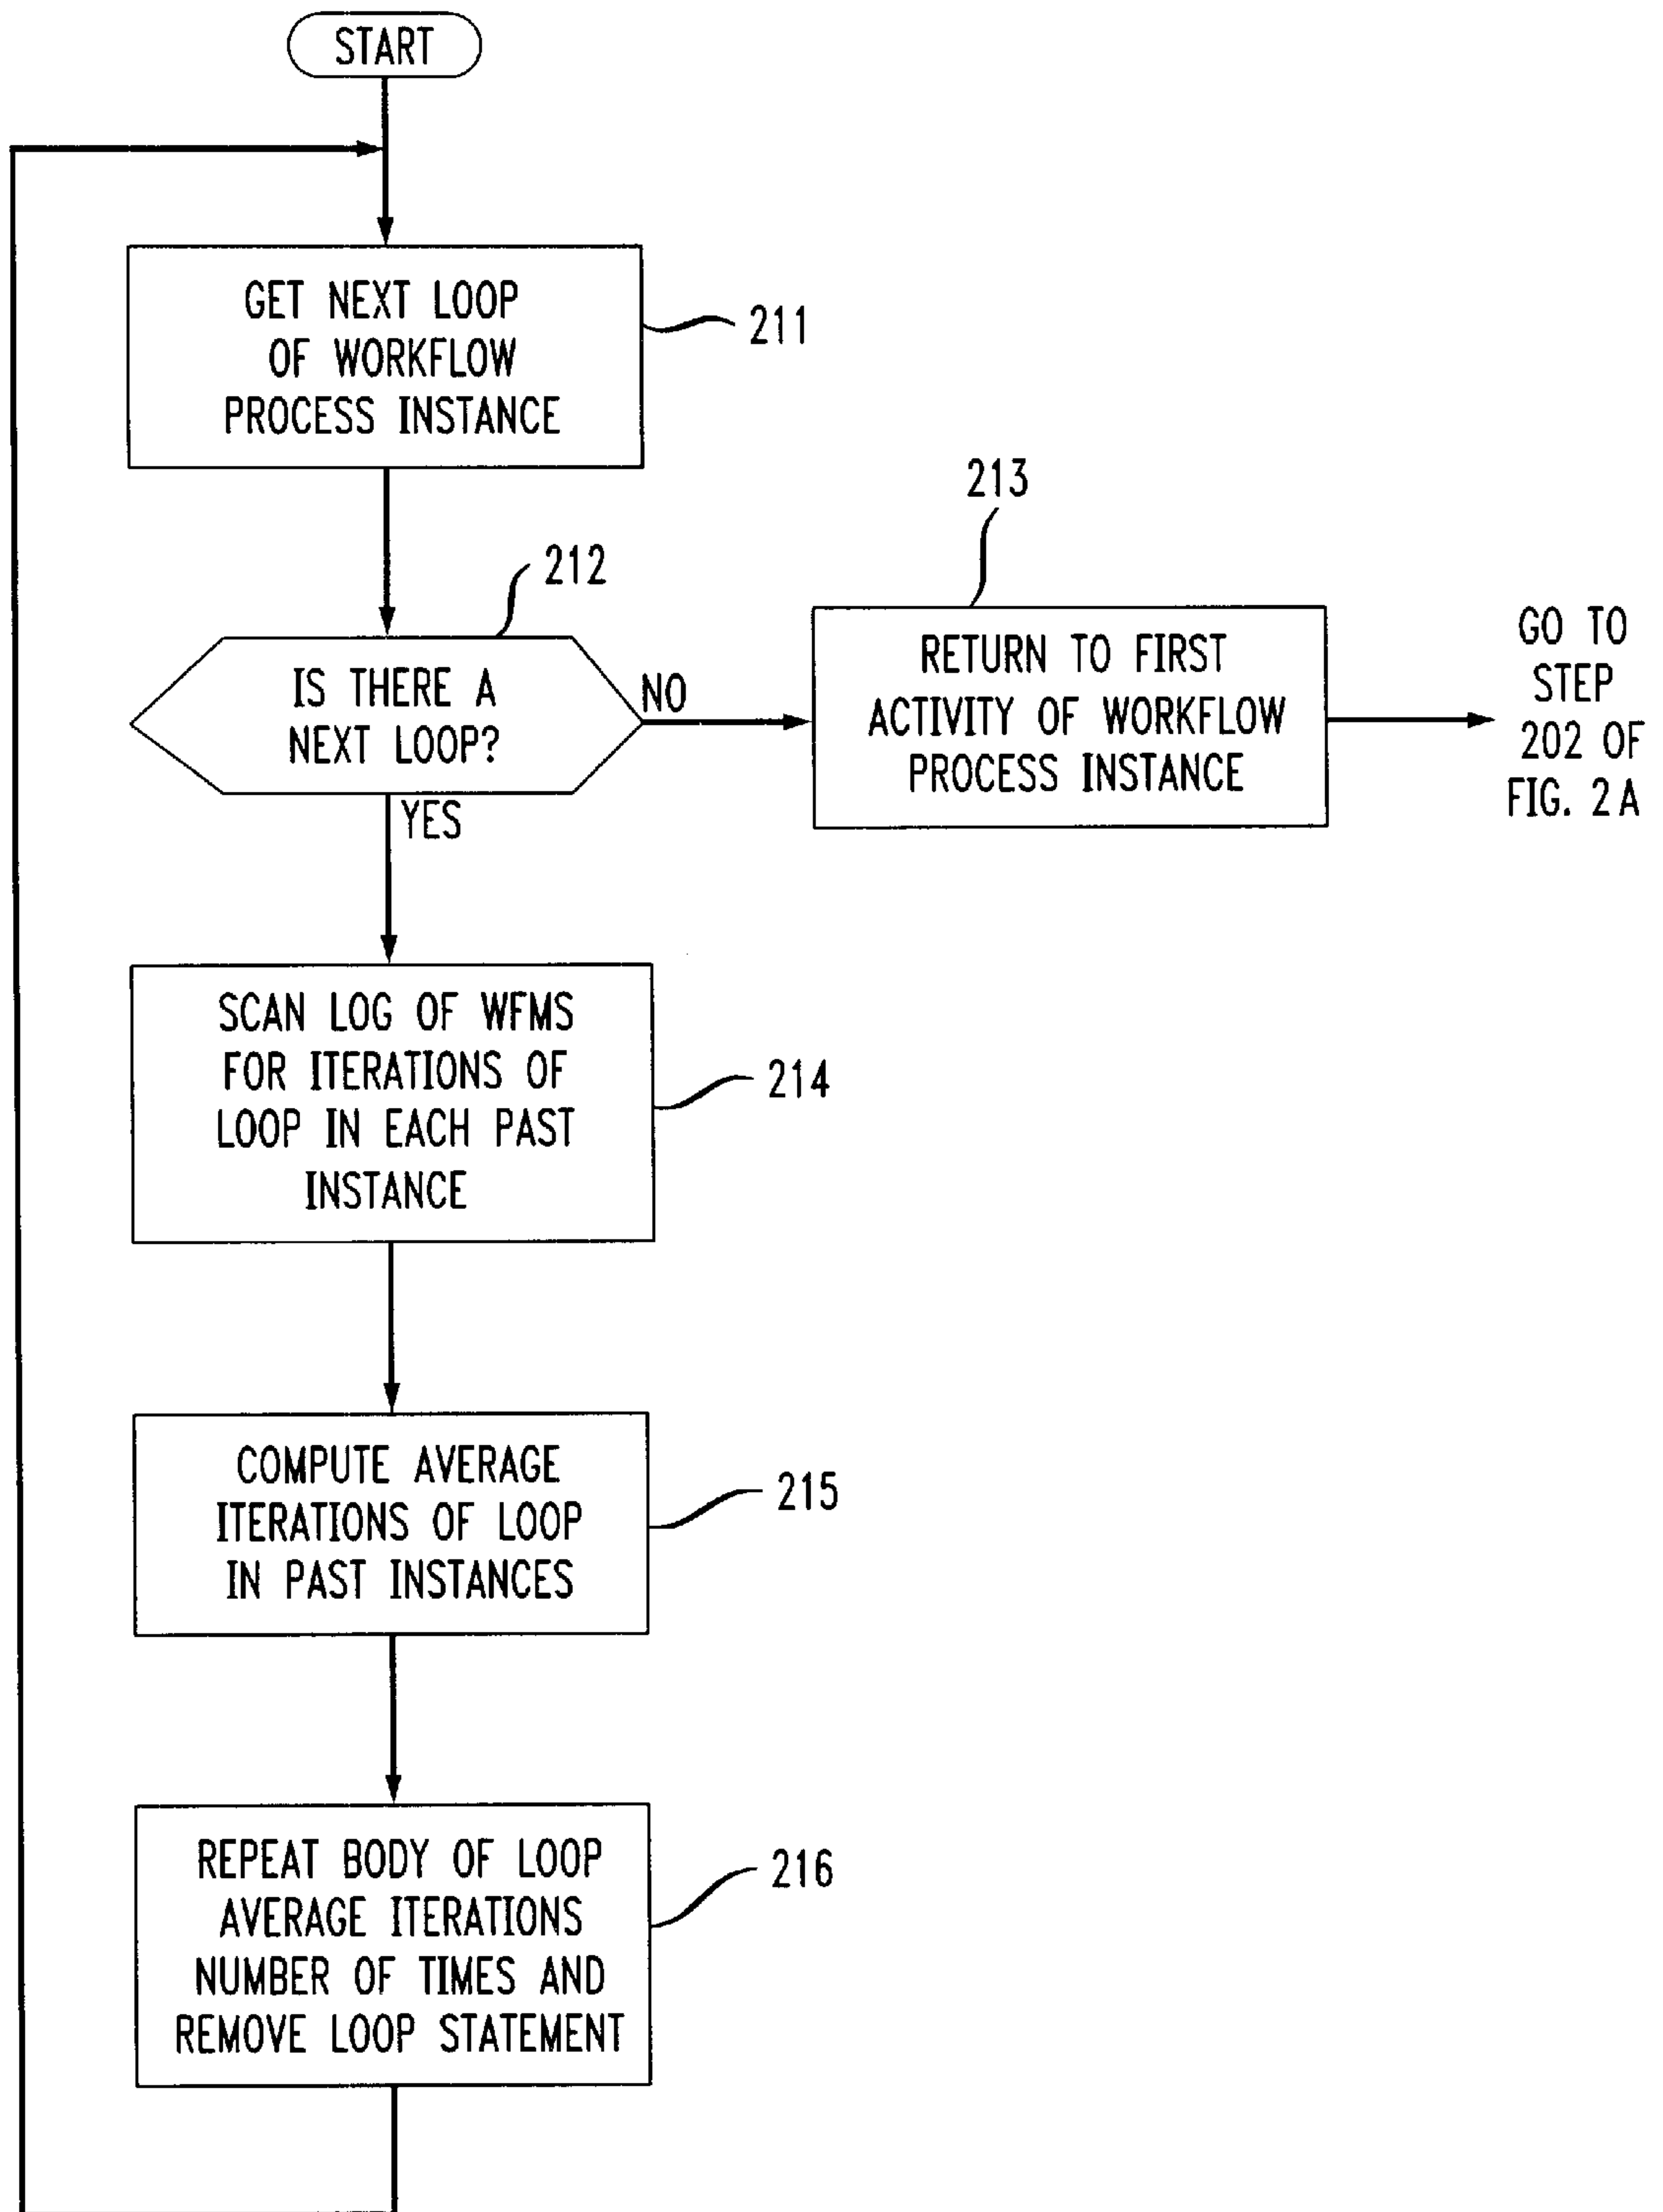 START
GET NEXT LOOP
OF WORKFLOW
PROCESS INSTANCE
211
212
IS THERE A
NEXT LOOP?
NO
YES
213
RETURN TO FIRST
ACTIVITY OF WORKFLOW
PROCESS INSTANCE
GO TO
STEP
202 OF
FIG. 2A
SCAN LOG OF WFMS
FOR ITERATIONS OF
LOOP IN EACH PAST
INSTANCE
214
COMPUTE AVERAGE
ITERATIONS OF LOOP
IN PAST INSTANCES
215
REPEAT BODY OF LOOP
AVERAGE ITERATIONS
NUMBER OF TIMES AND
REMOVE LOOP STATEMENT
216